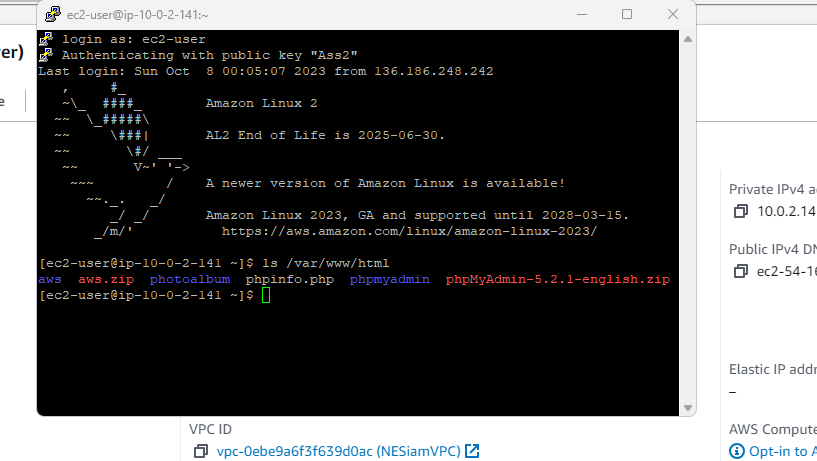 ec2-user@ip-10-0-2-141:~
login as: ec2-user
Authenticating with public key "Ass2"
Last login: Sun Oct  8 00:05:07 2023 from 136.186.248.242
   ,     #_
   ~\_  ####_        Amazon Linux 2
  ~~  \_#####\
  ~~     \###|       AL2 End of Life is 2025-06-30.
  ~~       \#/ ___
   ~~       V~' '->
    ~~~         /    A newer version of Amazon Linux is available!
      ~~._.   _/
         _/ _/       Amazon Linux 2023, GA and supported until 2028-03-15.
       _/m/'           https://aws.amazon.com/linux/amazon-linux-2023/
[ec2-user@ip-10-0-2-141 ~]$ ls /var/www/html
aws  aws.zip  photoalbum  phpinfo.php  phpmyadmin  phpMyAdmin-5.2.1-english.zip
[ec2-user@ip-10-0-2-141 ~]$
er)
e
Private IPv4 a
10.0.2.14
Public IPv4 DN
ec2-54-16
Elastic IP addr
–
VPC ID
vpc-0ebe9a6f3f639d0ac (NESiamVPC)
AWS Compute
Opt-in to A